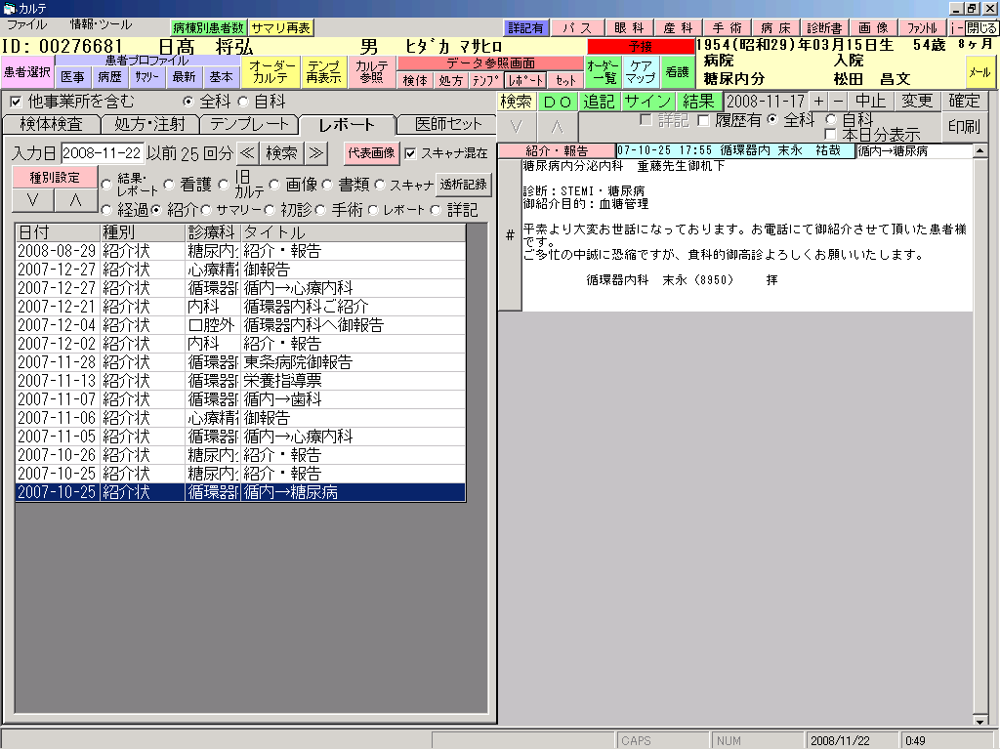 カルテ
ファイル 情報・ツール 病棟別患者数 サマリ再表 詳記有 パス 眼科 産科 手術 病床 診断書 画像 ﾌｧﾝﾄﾙ 閉じる
ID: 00276681 日高 将弘 男 ﾋﾀﾞｶ ﾏｻﾋﾛ 予接 1954(昭和29)年03月15日生 54歳 8ヶ月
患者選択 患者プロファイル オーダーカルテ テンプ再表示 カルテ参照 データ参照画面 オーダー一覧 ケアマップ 看護 病院 入院 ﾒｰﾙ
医事 病歴 ｻﾏﾘｰ 最新 基本 検体 処方 ﾃﾝﾌﾟ ﾚﾎﾟｰﾄ ｾｯﾄ 糖尿内分 松田 昌文
他事業所を含む 全科 自科 検索 DO 追記 サイン 結果 2008-11-17 + - 中止 変更 確定
検体検査 処方・注射 テンプレート レポート 医師セット
∨ ∧ 詳記 履歴有 全科 自科 本日分表示 印刷
入力日 2008-11-22 以前 25 回分 ≪ 検索 ≫ 代表画像 スキャナ混在
種別設定 ∨ ∧
結果・レポート 看護 旧カルテ 画像 書類 スキャナ 透析記録
経過 紹介 サマリー 初診 手術 レポート 詳記
日付 種別 診療科 タイトル
2008-08-29 紹介状 糖尿内 紹介・報告
2007-12-27 紹介状 心療精 御報告
2007-12-27 紹介状 循環器 循内→心療内科
2007-12-21 紹介状 内科 循環器内科ご紹介
2007-12-04 紹介状 口腔外 循環器内科へ御報告
2007-12-02 紹介状 内科 紹介・報告
2007-11-28 紹介状 循環器 東条病院御報告
2007-11-13 紹介状 循環器 栄養指導票
2007-11-07 紹介状 循環器 循内→歯科
2007-11-06 紹介状 心療精 御報告
2007-11-05 紹介状 循環器 循内→心療内科
2007-10-26 紹介状 糖尿内 紹介・報告
2007-10-25 紹介状 糖尿内 紹介・報告
2007-10-25 紹介状 循環器 循内→糖尿病
紹介・報告 07-10-25 17:55 循環器内 末永 祐哉 循内→糖尿病
#
糖尿病内分泌内科 重藤先生御机下
診断：STEMI・糖尿病
御紹介目的：血糖管理
平素より大変お世話になっております。お電話にて御紹介させて頂いた患者様
です。
ご多忙の中誠に恐縮ですが、貴科的御高診よろしくお願いいたします。
循環器内科 末永（8950） 拝
CAPS NUM 2008/11/22 0:49